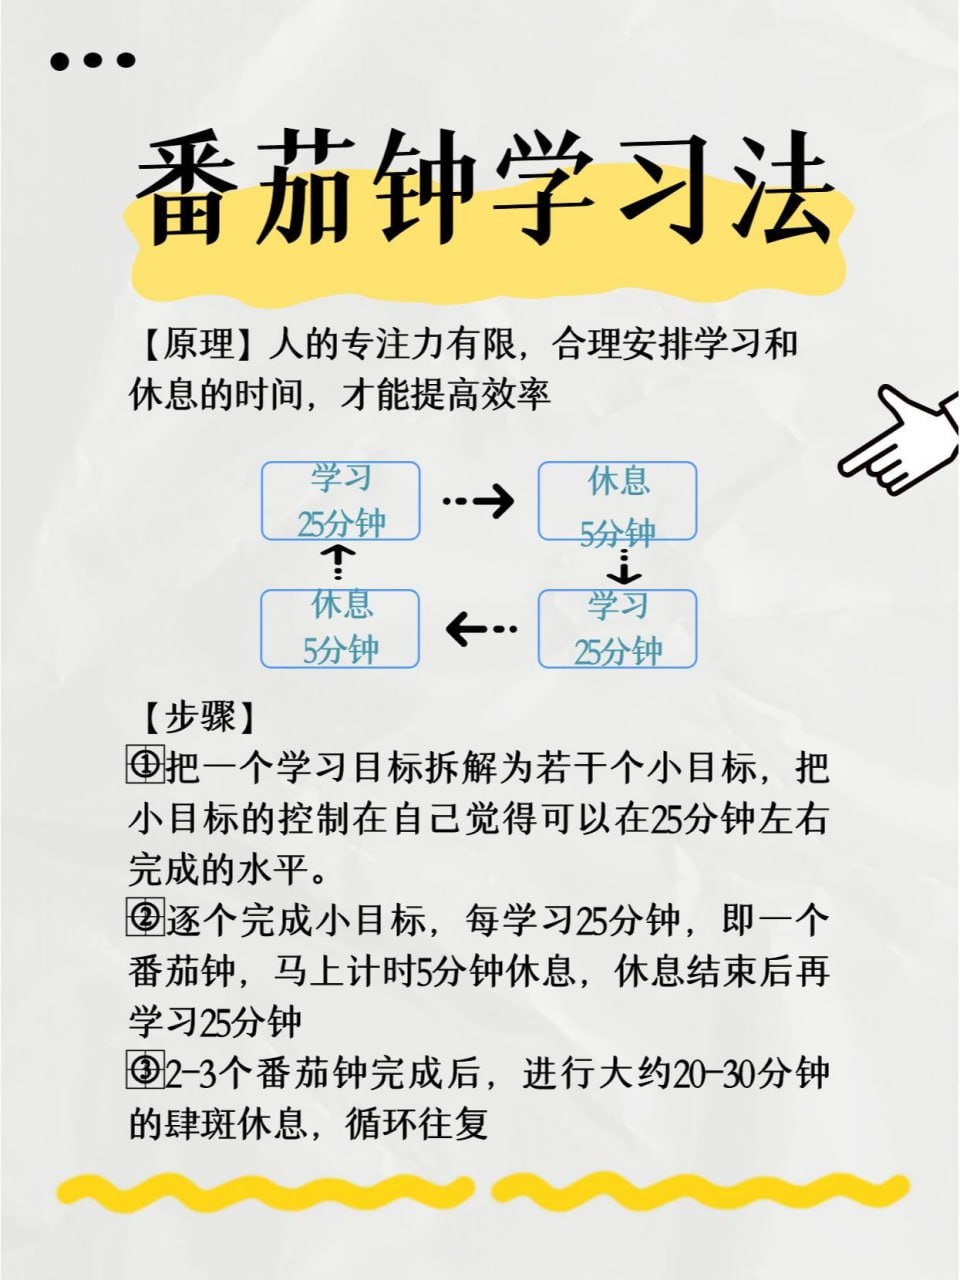 番茄钟学习法
【原理】人的专注力有限，合理安排学习和
休息的时间，才能提高效率
学习
25分钟
休息
5分钟
休息
5分钟
学习
25分钟
【步骤】
①把一个学习目标拆解为若干个小目标，把
小目标的控制在自己觉得可以在25分钟左右
完成的水平。
②逐个完成小目标，每学习25分钟，即一个
番茄钟，马上计时5分钟休息，休息结束后再
学习25分钟
③2-3个番茄钟完成后，进行大约20-30分钟
的肆斑休息，循环往复